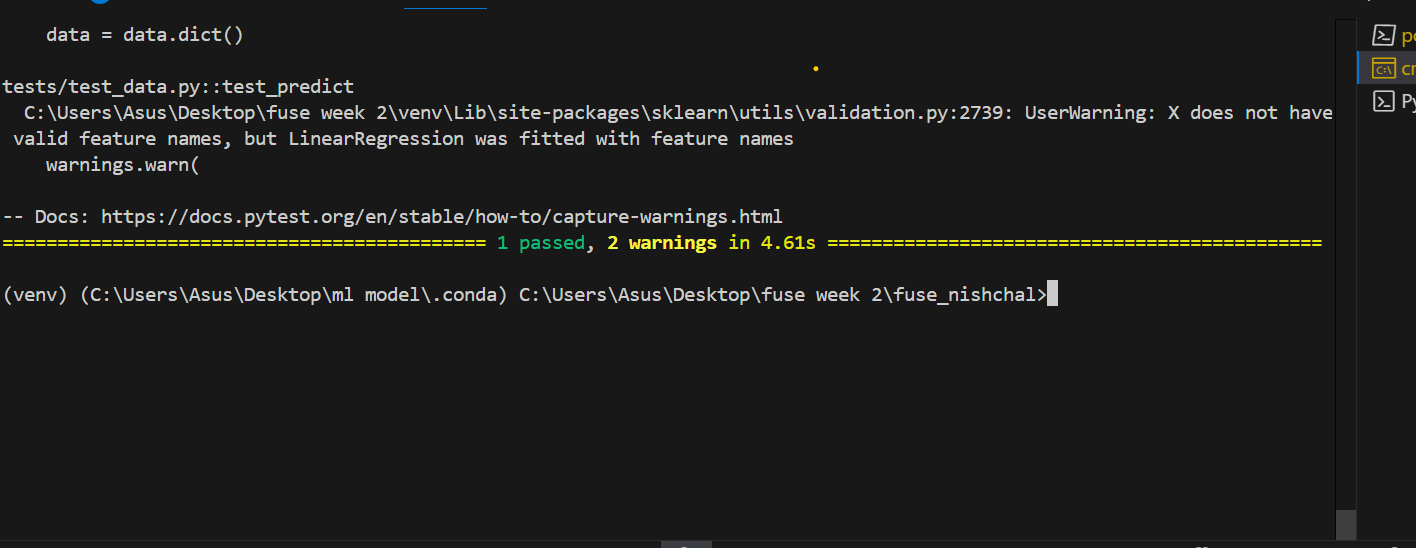 data = data.dict()
tests/test_data.py::test_predict
C:\Users\Asus\Desktop\fuse week 2\venv\Lib\site-packages\sklearn\utils\validation.py:2739: UserWarning: X does not have
valid feature names, but LinearRegression was fitted with feature names
warnings.warn(
-- Docs: https://docs.pytest.org/en/stable/how-to/capture-warnings.html
============================================ 1 passed, 2 warnings in 4.61s =============================================
(venv) (C:\Users\Asus\Desktop\ml model\.conda) C:\Users\Asus\Desktop\fuse week 2\fuse_nishchal>